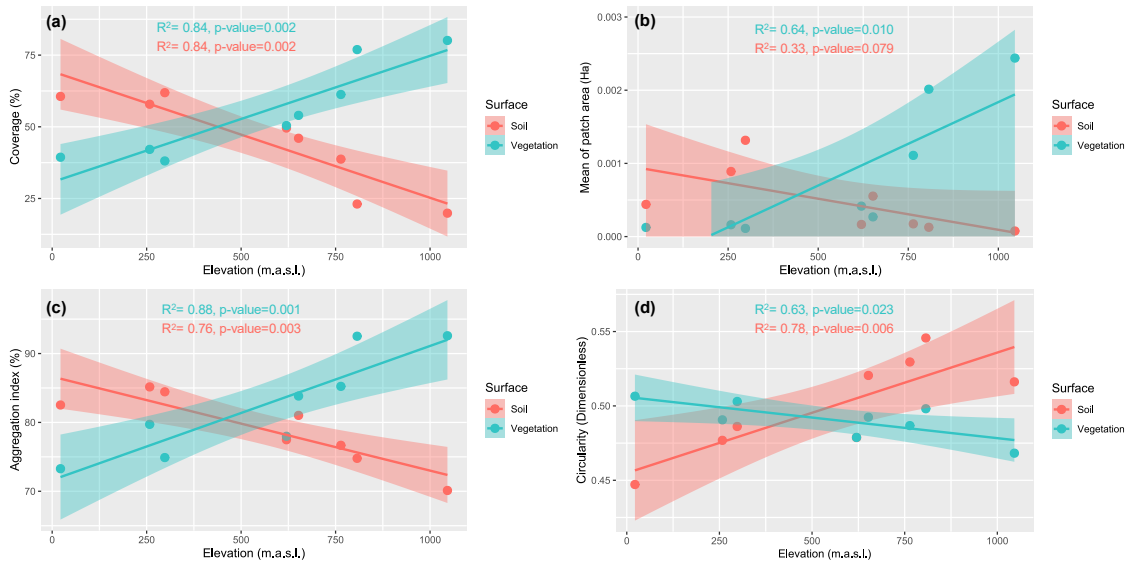 (a)
R²= 0.84, p-value=0.002
R²= 0.84, p-value=0.002
75
50
25
Coverage (%)
0
250
500
750
1000
Elevation (m.a.s.l.)
Surface
Soil
Vegetation
(b)
R²= 0.64, p-value=0.010
R²= 0.33, p-value=0.079
0.003
0.002
0.001
0.000
Mean of patch area (Ha)
0
250
500
750
1000
Elevation (m.a.s.l.)
Surface
Soil
Vegetation
(c)
R²= 0.88, p-value=0.001
R²= 0.76, p-value=0.003
90
80
70
Aggregation index (%)
0
250
500
750
1000
Elevation (m.a.s.l.)
Surface
Soil
Vegetation
(d)
R²= 0.63, p-value=0.023
R²= 0.78, p-value=0.006
0.55
0.50
0.45
Circularity (Dimensionless)
0
250
500
750
1000
Elevation (m.a.s.l.)
Surface
Soil
Vegetation